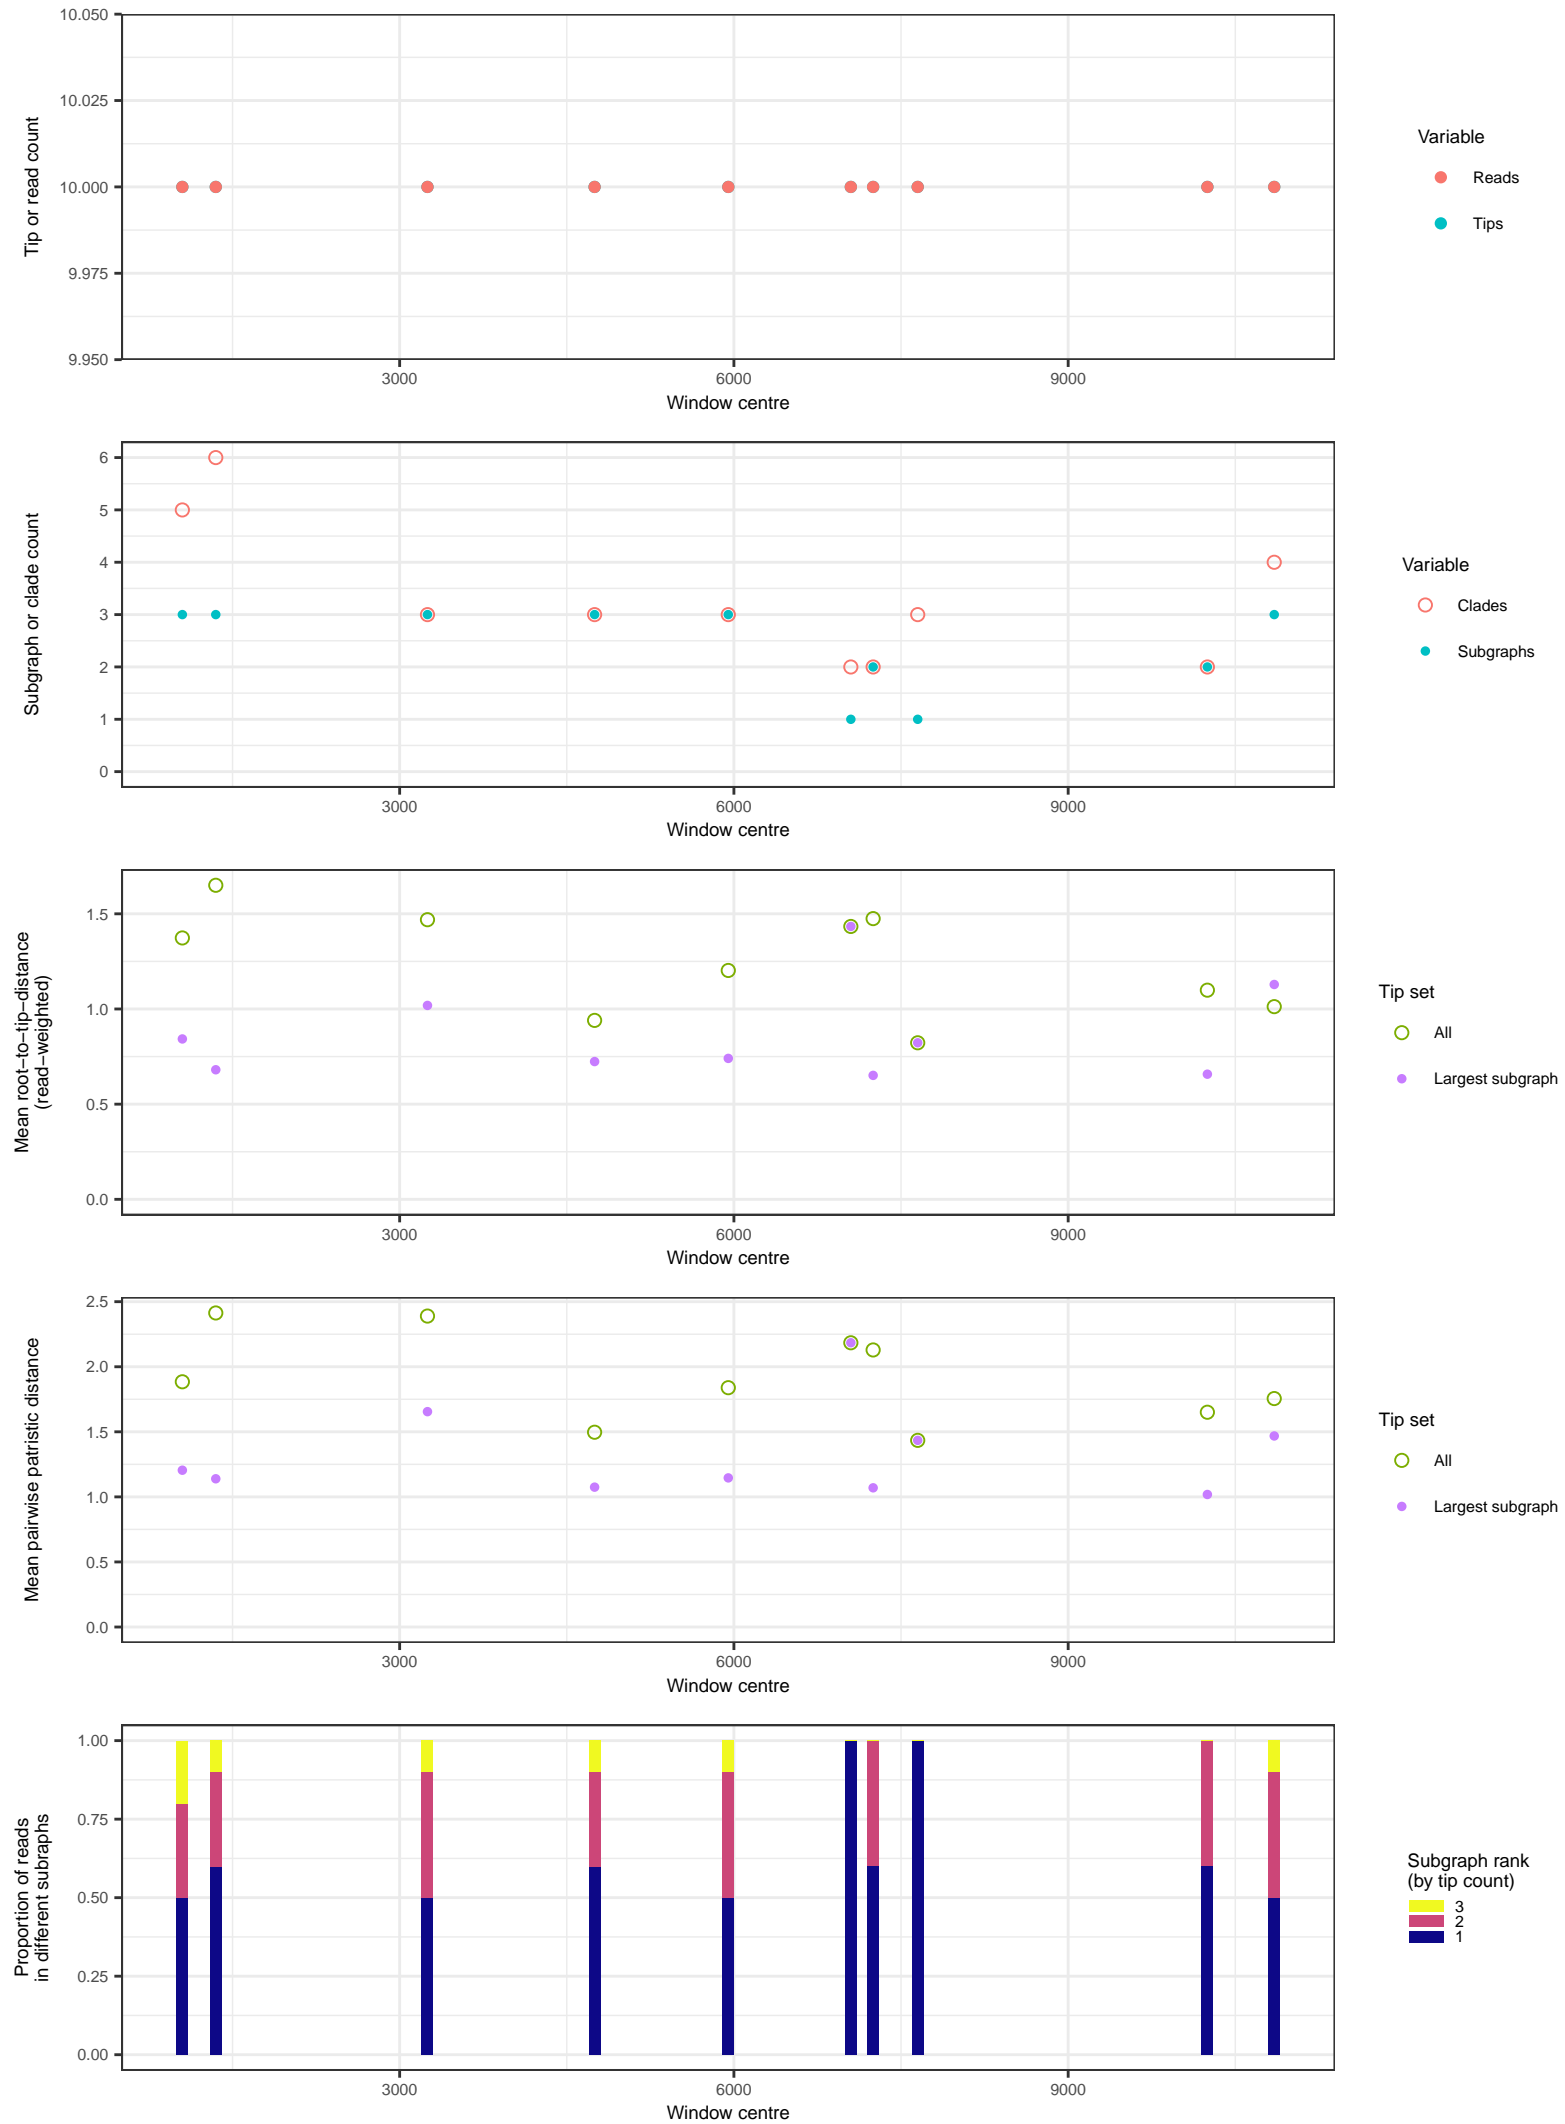 10.050
10.025
10.000
9.975
9.950
Tip or read count
3000 6000 9000
Window centre
Variable
Reads
Tips
6
5
4
3
2
1
0
Subgraph or clade count
3000 6000 9000
Window centre
Variable
Clades
Subgraphs
1.5
1.0
0.5
0.0
Mean root−to−tip−distance
(read−weighted)
3000 6000 9000
Window centre
Tip set
All
Largest subgraph
2.5
2.0
1.5
1.0
0.5
0.0
Mean pairwise patristic distance
3000 6000 9000
Window centre
Tip set
All
Largest subgraph
1.00
0.75
0.50
0.25
0.00
Proportion of reads
in different subraphs
3000 6000 9000
Window centre
Subgraph rank
(by tip count)
3
2
1